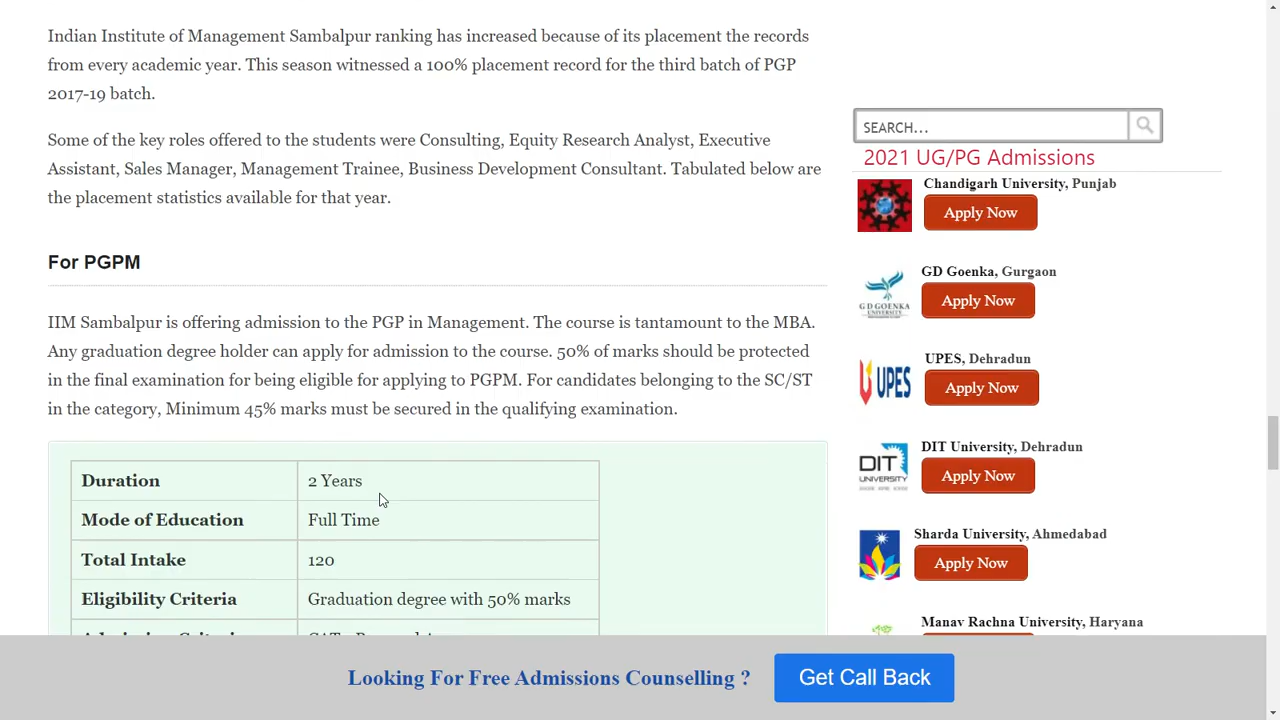 Indian Institute of Management Sambalpur ranking has increased because of its placement the records
from every academic year. This season witnessed a 100% placement record for the third batch of PGP
2017-19 batch.
Some of the key roles offered to the students were Consulting, Equity Research Analyst, Executive
Assistant, Sales Manager, Management Trainee, Business Development Consultant. Tabulated below are
the placement statistics available for that year.
For PGPM
IIM Sambalpur is offering admission to the PGP in Management. The course is tantamount to the MBA.
Any graduation degree holder can apply for admission to the course. 50% of marks should be protected
in the final examination for being eligible for applying to PGPM. For candidates belonging to the SC/ST
in the category, Minimum 45% marks must be secured in the qualifying examination.
Duration 2 Years
Mode of Education Full Time
Total Intake 120
Eligibility Criteria Graduation degree with 50% marks
SEARCH...
2021 UG/PG Admissions
Chandigarh University, Punjab
Apply Now
GD Goenka, Gurgaon
GD GOENKA
UNIVERSITY
Apply Now
UPES, Dehradun
UPES
Apply Now
DIT University, Dehradun
DIT
UNIVERSITY
Apply Now
Sharda University, Ahmedabad
Apply Now
Manav Rachna University, Haryana
Looking For Free Admissions Counselling ?
Get Call Back